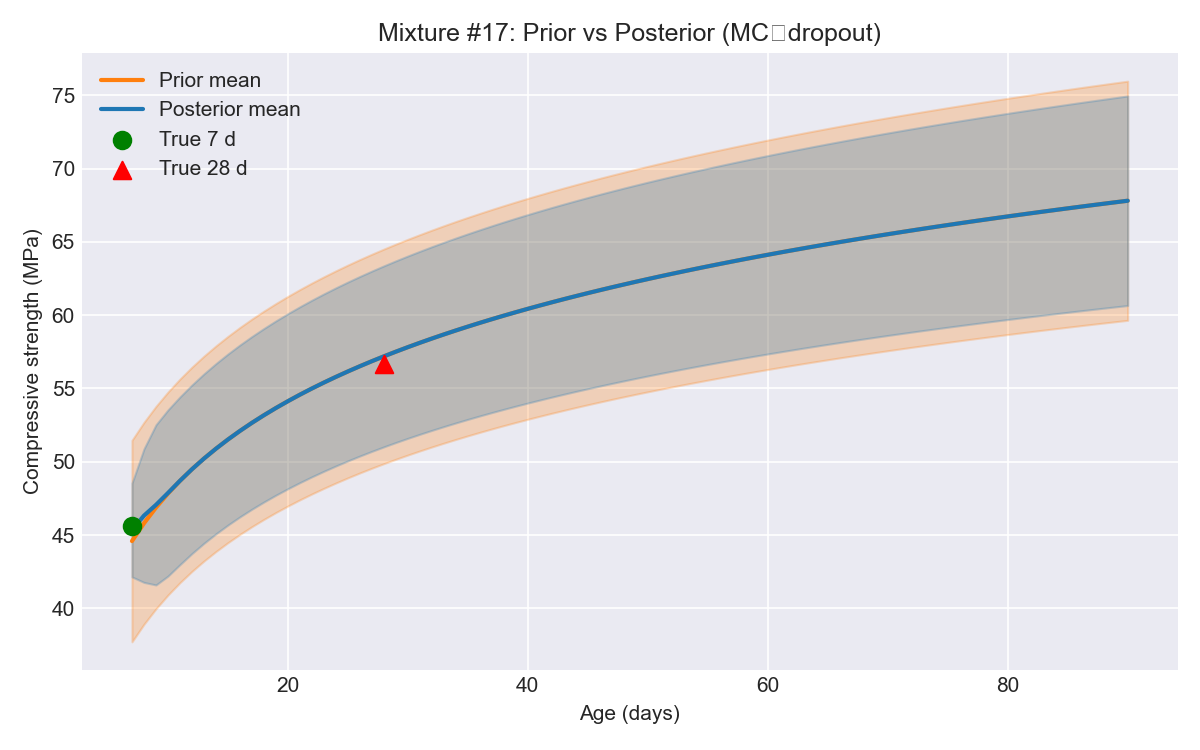 Mixture #17: Prior vs Posterior (MC□dropout)
Prior mean
Posterior mean
True 7 d
True 28 d
Compressive strength (MPa)
75
70
65
60
55
50
45
40
20
40
60
80
Age (days)